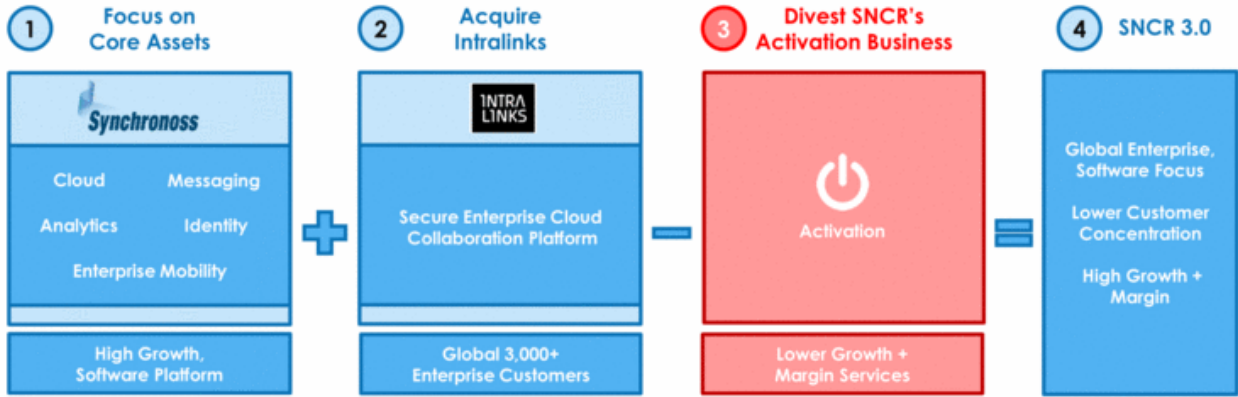 1
Focus on
Core Assets
Synchronoss
Cloud
Messaging
Analytics
Identity
Enterprise Mobility
High Growth,
Software Platform
2
Acquire
Intralinks
INTRA
LINKS
Secure Enterprise Cloud
Collaboration Platform
Global 3,000+
Enterprise Customers
3
Divest SNCR's
Activation Business
Activation
Lower Growth +
Margin Services
4
SNCR 3.0
Global Enterprise,
Software Focus
Lower Customer
Concentration
High Growth +
Margin